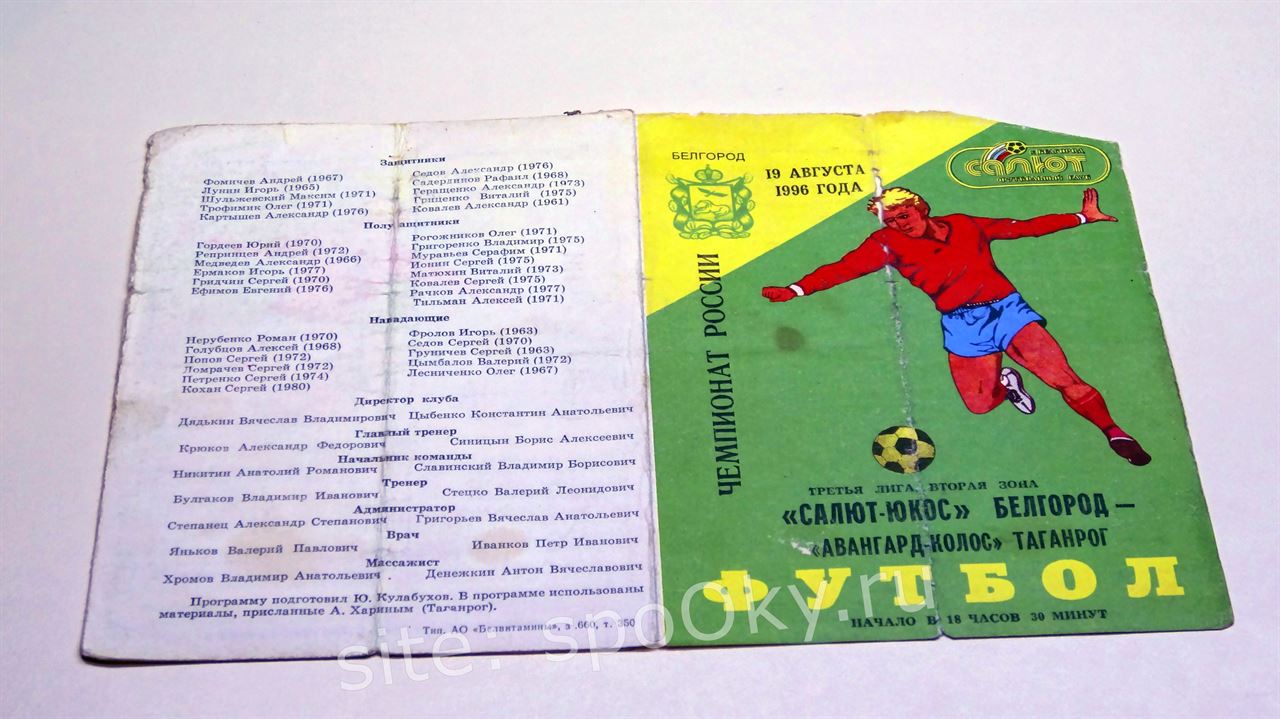 Защитники
Фомичев Андрей (1967)
Лунин Игорь (1965)
Шульжевский Максим (1971)
Трофимик Олег (1971)
Картышев Александр (1976)
Седов Александр (1976)
Садердинов Рафаил (1968)
Геращенко Александр (1973)
Гриценко Виталий (1975)
Ковалев Александр (1961)
Полу ащитники
Гордеев Юрий (1970)
Репринцев Андрей (1972)
Медведев Александр (1966)
Ермаков Игорь (1977)
Гридчин Сергей (1970)
Ефимов Евгений (1976)
Рогожников Олег (1971)
Григоренко Владимир (1975)
Муравьев Серафим (1971)
Ионин Сергей (1975)
Матюхин Виталий (1973)
Ковалев Сергей (1975)
Рачков Александр (1977)
Тильман Алексей (1971)
Нападающие
Нерубенко Роман (1970)
Голубцов Алексей (1968)
Попов Сергей (1972)
Ломрачев Сергей (1972)
Петренко Сергей (1974)
Кохан Сергей (1980)
Фролов Игорь (1963)
Седов Сергей (1970)
Груничев Сергей (1963)
Цымбалов Валерий (1972)
Лесниченко Олег (1967)
Директор клуба
Дядькин Вячеслав Владимирович Цыбенко Константин Анатольевич
Главный тренер
Крюков Александр Федорович Синицын Борис Алексеевич
Начальник команды
Никитин Анатолий Романович Славинский Владимир Борисович
Тренер
Булгаков Владимир Иванович Стецко Валерий Леонидович
Администратор
Степанец Александр Степанович Григорьев Вячеслав Анатольевич
Врач
Яньков Валерий Павлович Иванков Петр Иванович
Массажист
Хромов Владимир Анатольевич . Денежкин Антон Вячеславович
Программу подготовил Ю. Кулабухов. В программе использованы
материалы, присланные А. Хариным (Таганрог).
Тип. АО «Белвитамины», з .660, т. 350
БЕЛГОРОД
19 АВГУСТА
1996 ГОДА
САЛЮТ
ЧЕМПИОНАТ РОССИИ
ТРЕТЬЯ ЛИГА, ВТОРАЯ ЗОНА
«САЛЮТ-ЮКОС» БЕЛГОРОД —
«АВАНГАРД-КОЛОС» ТАГАНРОГ
ФУТБОЛ
НАЧАЛО В 18 ЧАСОВ 30 МИНУТ
site: spoOky.ru